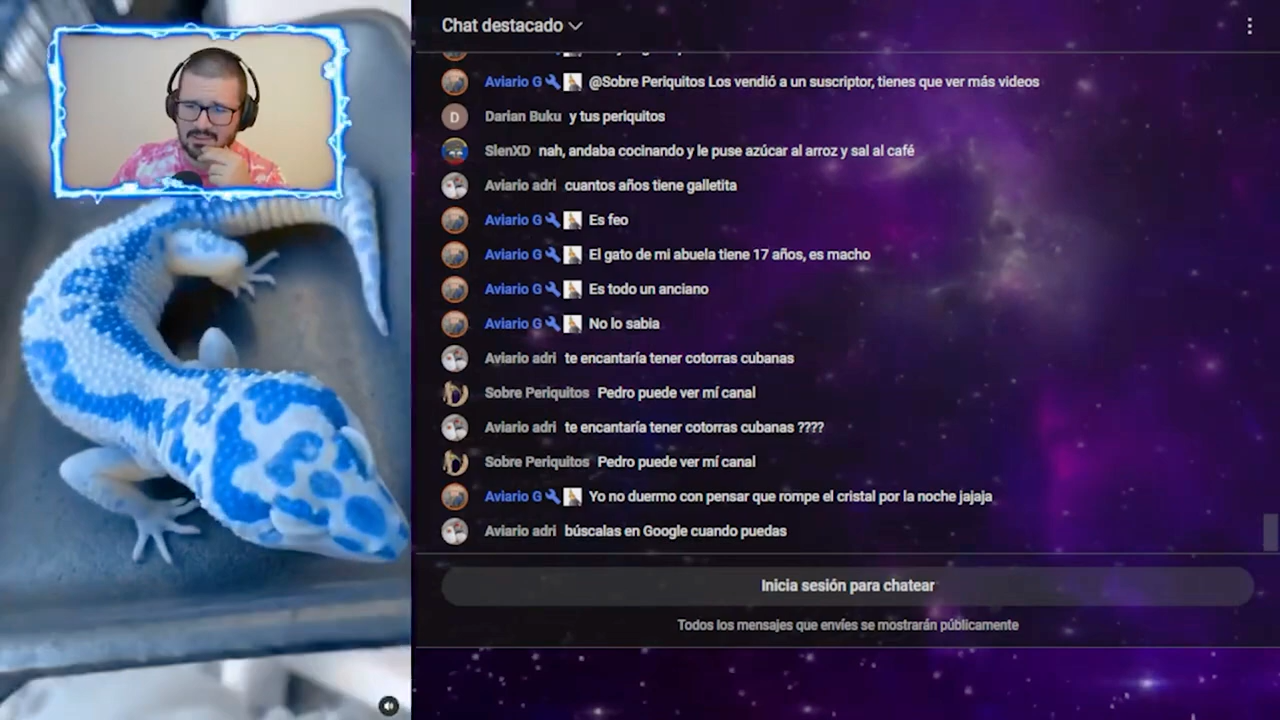 Chat destacado
Aviario G @Sobre Periquitos Los vendió a un suscriptor, tienes que ver más videos
D Darian Buku y tus periquitos
SlenXD nah, andaba cocinando y le puse azúcar al arroz y sal al café
Aviario adri cuantos años tiene galletita
Aviario G Es feo
Aviario G El gato de mi abuela tiene 17 años, es macho
Aviario G Es todo un anciano
Aviario G No lo sabia
Aviario adri te encantaría tener cotorras cubanas
Sobre Periquitos Pedro puede ver mí canal
Aviario adri te encantaría tener cotorras cubanas ????
Sobre Periquitos Pedro puede ver mí canal
Aviario G Yo no duermo con pensar que rompe el cristal por la noche jajaja
Aviario adri búscalas en Google cuando puedas
Inicia sesión para chatear
Todos los mensajes que envíes se mostrarán públicamente